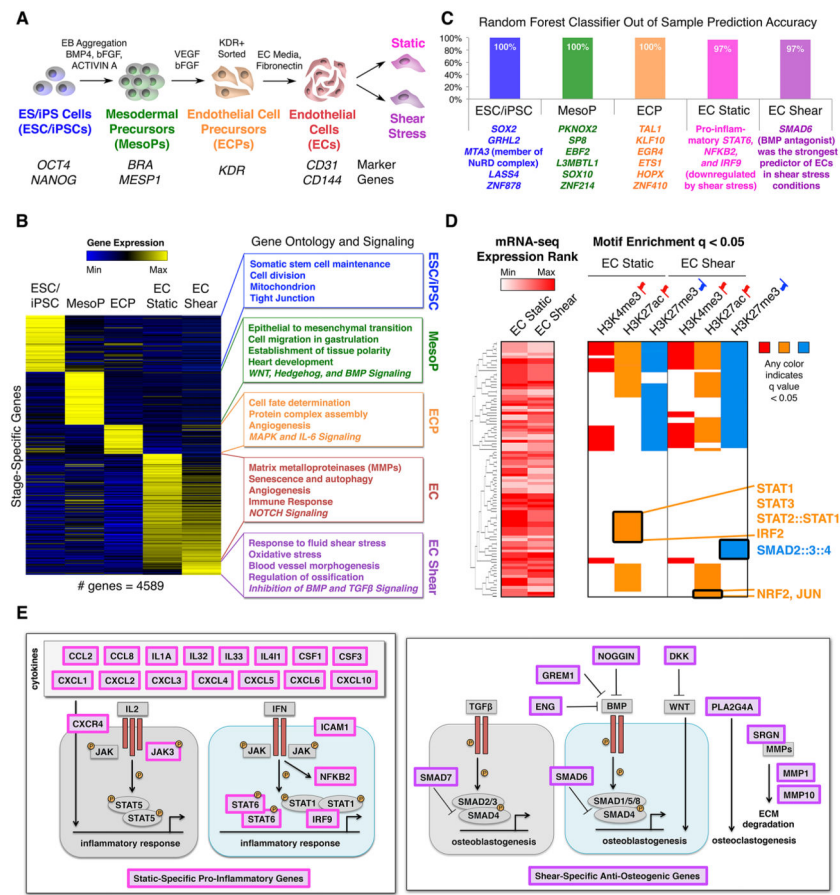 A
EB Aggregation
BMP4, bFGF,
ACTIVIN A
VEGF
bFGF
KDR+
Sorted
EC Media,
Fibronectin
Static
Shear
Stress
ES/iPS Cells
(ESC/iPSCs)
Mesodermal
Precursors
(MesoPs)
Endothelial Cell
Precursors
(ECPs)
Endothelial
Cells
(ECs)
OCT4
NANOG
BRA
MESP1
KDR
CD31
CD144
Marker
Genes
C
Random Forest Classifier Out of Sample Prediction Accuracy
100%
80%
60%
40%
20%
0%
100%
100%
100%
97%
97%
ESC/iPSC
MesoP
ECP
EC Static
EC Shear
SOX2
GRHL2
MTA3 (member of
NuRD complex)
LASS4
ZNF878
PKNOX2
SP8
EBF2
L3MBTL1
SOX10
ZNF214
TAL1
KLF10
EGR4
ETS1
HOPX
ZNF410
Pro-inflam-
matory STAT6,
NFKB2,
and IRF9
(downregulated
by shear stress)
SMAD6
(BMP antagonist)
was the strongest
predictor of ECs
in shear stress
conditions
B
Gene Expression
Min
Max
ESC/
iPSC
MesoP
ECP
EC
Static
EC
Shear
Stage-Specific Genes
# genes = 4589
Gene Ontology and Signaling
Somatic stem cell maintenance
Cell division
Mitochondrion
Tight Junction
ESC/iPSC
Epithelial to mesenchymal transition
Cell migration in gastrulation
Establishment of tissue polarity
Heart development
WNT, Hedgehog, and BMP Signaling
MesoP
Cell fate determination
Protein complex assembly
Angiogenesis
MAPK and IL-6 Signaling
ECP
Matrix metalloproteinases (MMPs)
Senescence and autophagy
Angiogenesis
Immune Response
NOTCH Signaling
EC
Response to fluid shear stress
Oxidative stress
Blood vessel morphogenesis
Regulation of ossification
Inhibition of BMP and TGFβ Signaling
EC Shear
D
mRNA-seq
Expression Rank
Min
Max
EC Static
EC Shear
Motif Enrichment q < 0.05
EC Static
EC Shear
H3K4me3
H3K27ac
H3K27me3
H3K4me3
H3K27ac
H3K27me3
Any color
indicates
q value
< 0.05
STAT1
STAT3
STAT2::STAT1
IRF2
SMAD2::3::4
NRF2, JUN
E
cytokines
CCL2
CCL8
IL1A
IL32
IL33
IL4I1
CSF1
CSF3
CXCL1
CXCL2
CXCL3
CXCL4
CXCL5
CXCL6
CXCL10
CXCR4
IL2
JAK
JAK3
P
P
P
STAT5
STAT5
P
inflammatory response
IFN
ICAM1
JAK
JAK
P
P
P
NFKB2
STAT6
STAT6
P
P
STAT1
STAT1
P
P
IRF9
inflammatory response
Static-Specific Pro-Inflammatory Genes
TGFβ
P
P
SMAD7
SMAD2/3
SMAD4
P
osteoblastogenesis
NOGGIN
GREM1
ENG
BMP
P
P
SMAD6
SMAD1/5/8
SMAD4
P
osteoblastogenesis
DKK
WNT
PLA2G4A
osteoclastogenesis
SRGN
MMPs
MMP1
MMP10
ECM
degradation
Shear-Specific Anti-Osteogenic Genes